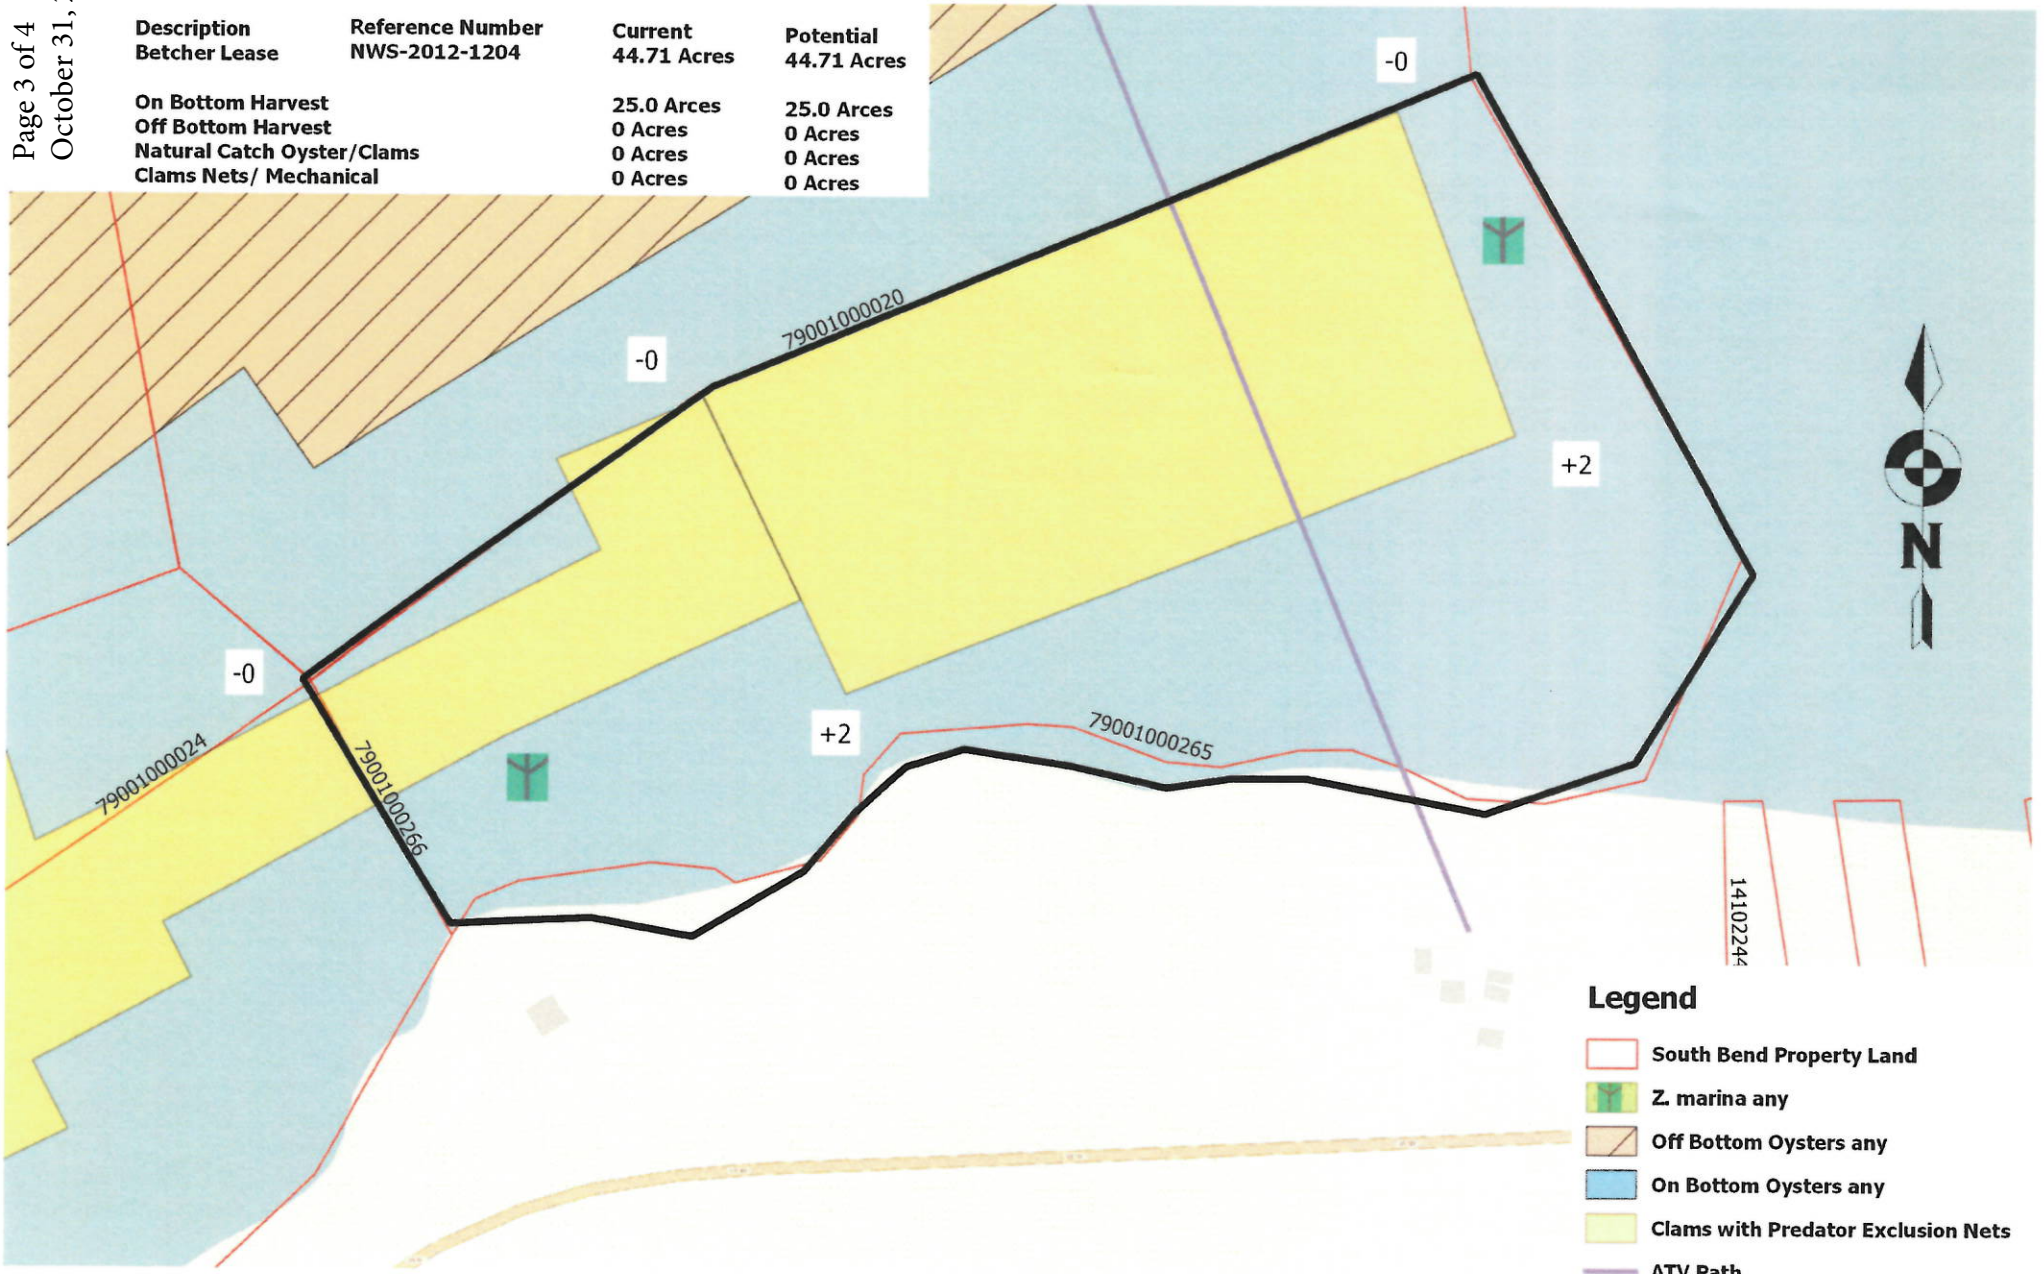 Page 3 of 4
October 31,
Description Reference Number Current Potential
Betcher Lease NWS-2012-1204 44.71 Acres 44.71 Acres
On Bottom Harvest 25.0 Arces 25.0 Arces
Off Bottom Harvest 0 Acres 0 Acres
Natural Catch Oyster/Clams 0 Acres 0 Acres
Clams Nets/ Mechanical 0 Acres 0 Acres
-0
79001000020
-0
+2
N
-0
79001000024
79001000266
+2
79001000265
14102244
Legend
South Bend Property Land
Z. marina any
Off Bottom Oysters any
On Bottom Oysters any
Clams with Predator Exclusion Nets
ATV Path